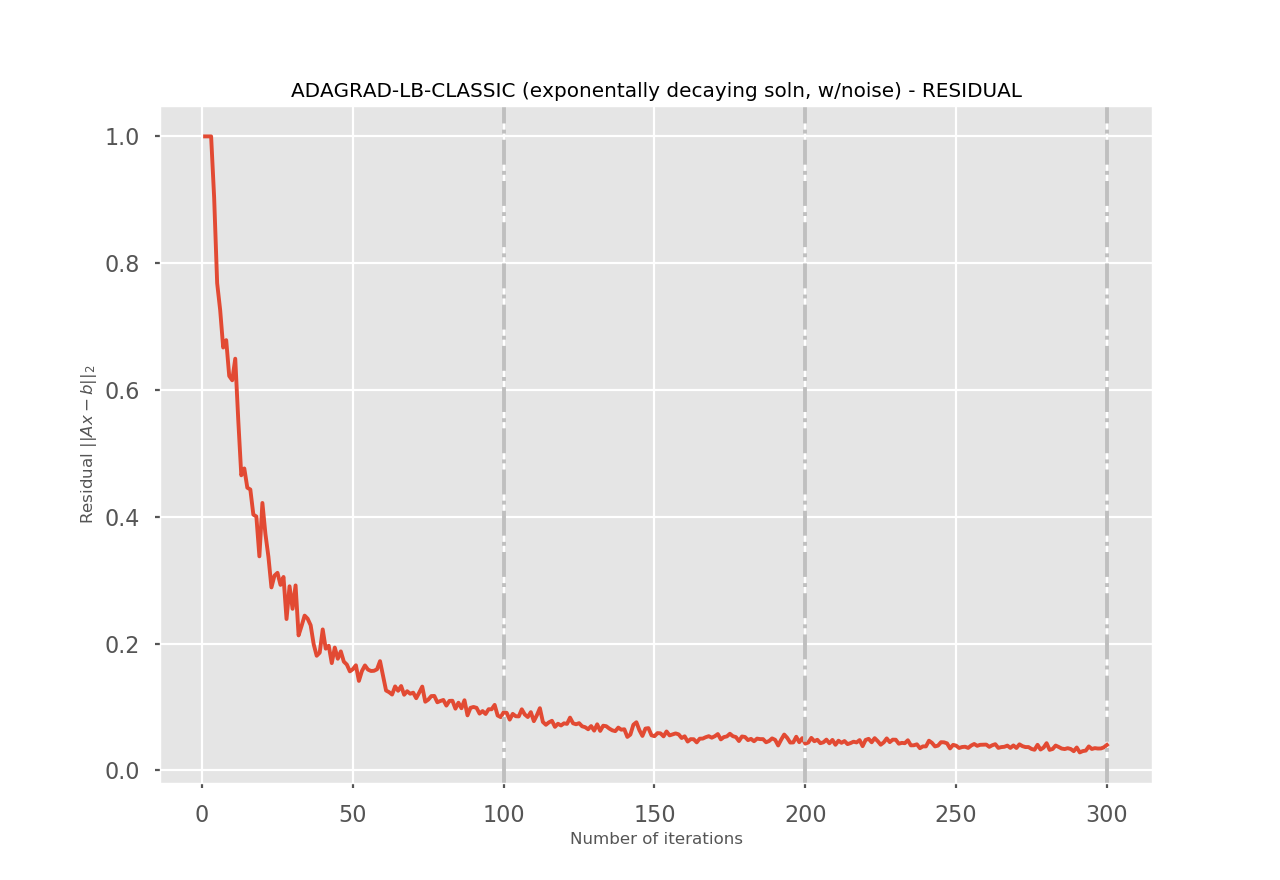 ADAGRAD-LB-CLASSIC (exponentally decaying soln, w/noise) - RESIDUAL
1.0
0.8
0.6
0.4
0.2
0.0
Residual ||Ax − b||₂
0 50 100 150 200 250 300
Number of iterations